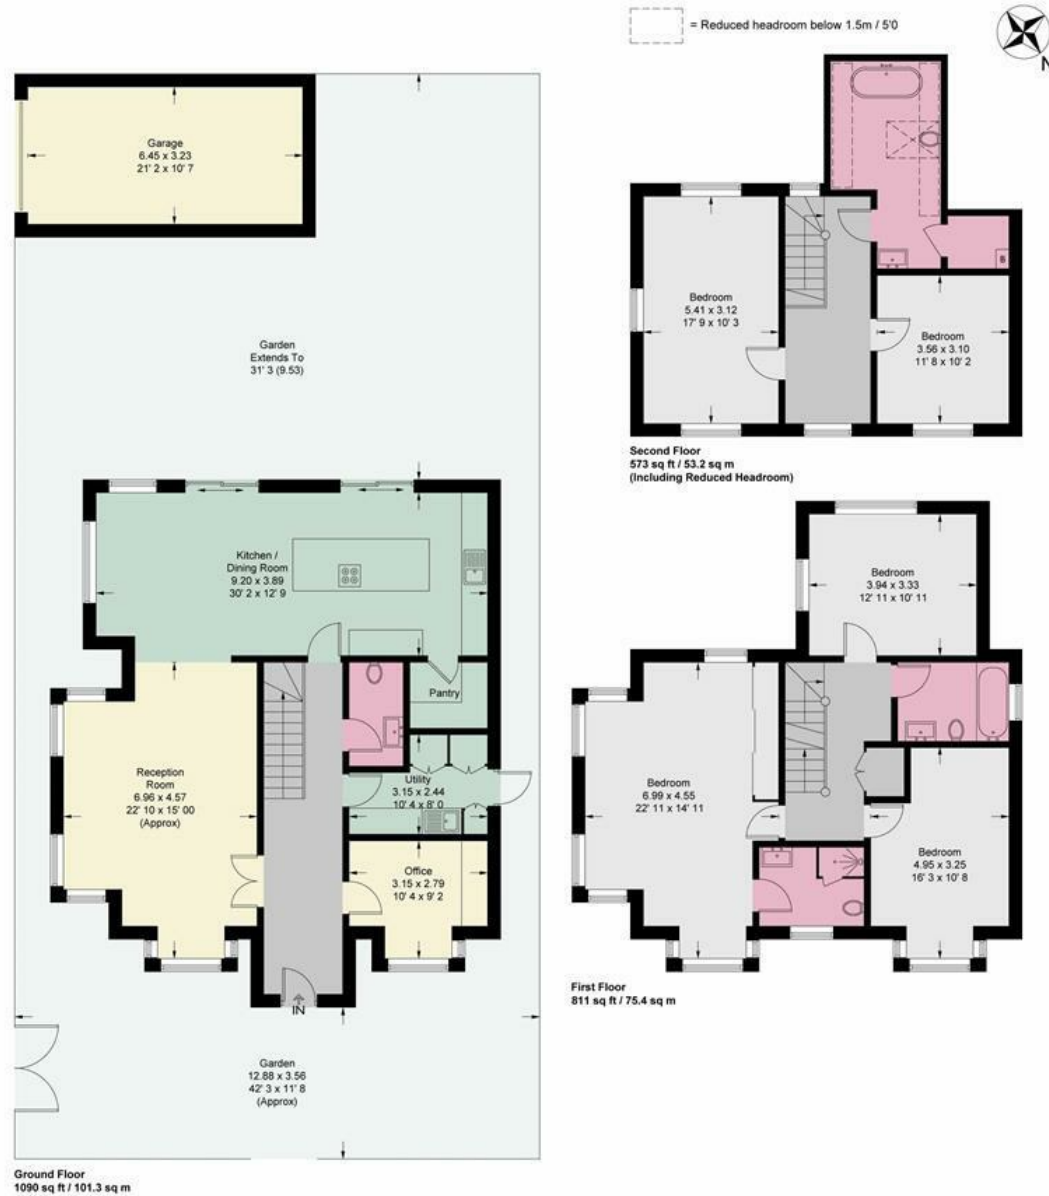 = Reduced headroom below 1.5m / 5'0
N
Garage
6.45 x 3.23
21' 2 x 10' 7
Garden
Extends To
31' 3 (9.53)
Bedroom
5.41 x 3.12
17' 9 x 10' 3
Bedroom
3.56 x 3.10
11' 8 x 10' 2
B
Second Floor
573 sq ft / 53.2 sq m
(Including Reduced Headroom)
Kitchen /
Dining Room
9.20 x 3.89
30' 2 x 12' 9
Pantry
Reception
Room
6.96 x 4.57
22' 10 x 15' 00
(Approx)
Utility
3.15 x 2.44
10' 4 x 8' 0
Office
3.15 x 2.79
10' 4 x 9' 2
IN
Garden
12.88 x 3.56
42' 3 x 11' 8
(Approx)
Ground Floor
1090 sq ft / 101.3 sq m
Bedroom
3.94 x 3.33
12' 11 x 10' 11
Bedroom
6.99 x 4.55
22' 11 x 14' 11
Bedroom
4.95 x 3.25
16' 3 x 10' 8
First Floor
811 sq ft / 75.4 sq m